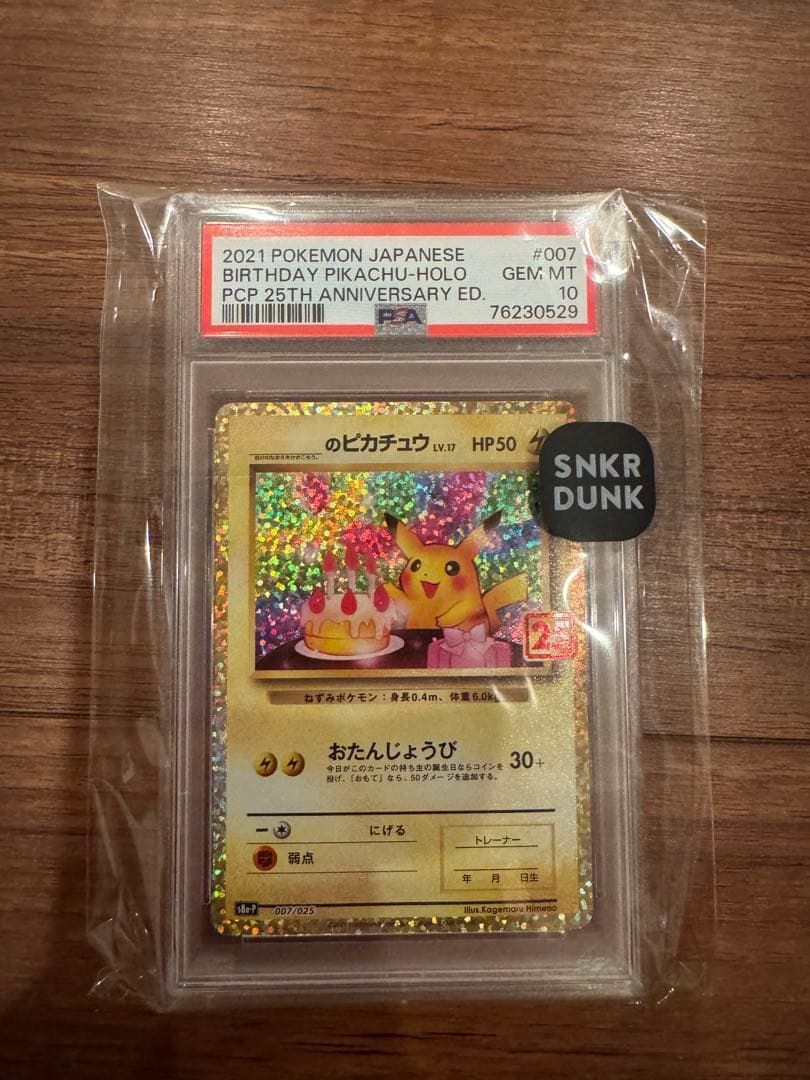 2021 POKEMON JAPANESE #007
BIRTHDAY PIKACHU-HOLO GEM MT
PCP 25TH ANNIVERSARY ED. 10
PSA 76230529
のピカチュウ LV.17 HP50
SNKR
DUNK
25
ねずみポケモン：身長0.4m、体重6.0kg
おたんじょうび 30+
今日がこのカードの持ち主の誕生日ならコインを
投げ、「おもて」なら、50ダメージを追加する。
にげる
トレーナー
弱点
年 月 日生
s8a-P 007/025 Illus.Kagemaru Himeno